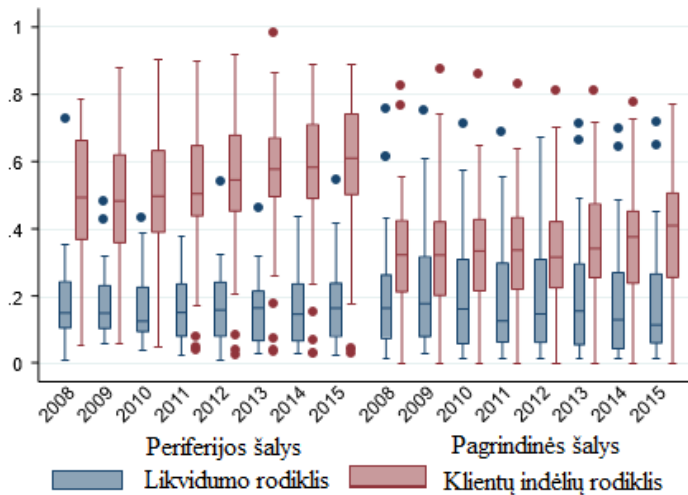 1
.8
.6
.4
.2
0
2008 2009 2010 2011 2012 2013 2014 2015 2008 2009 2010 2011 2012 2013 2014 2015
Periferijos šalys Pagrindinės šalys
Likvidumo rodiklis Klientų indėlių rodiklis